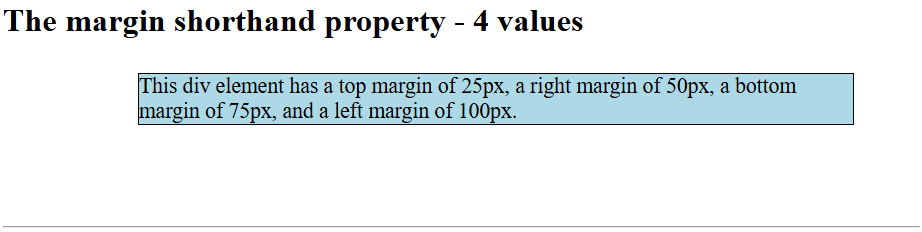 The margin shorthand property - 4 values
This div element has a top margin of 25px, a right margin of 50px, a bottom
margin of 75px, and a left margin of 100px.